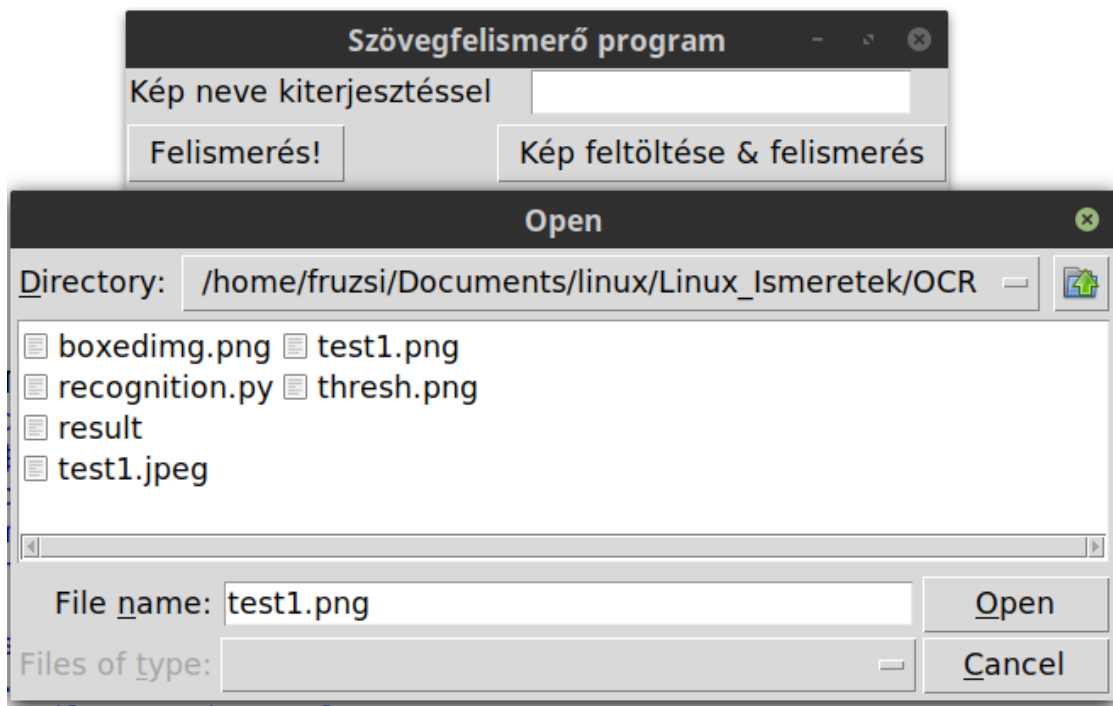 Szövegfelismerő program
Kép neve kiterjesztéssel
Felismerés! Kép feltöltése & felismerés
Open
Directory: /home/fruzsi/Documents/linux/Linux_Ismeretek/OCR
boxedimg.png test1.png
recognition.py thresh.png
result
test1.jpeg
File name: test1.png Open
Files of type: Cancel